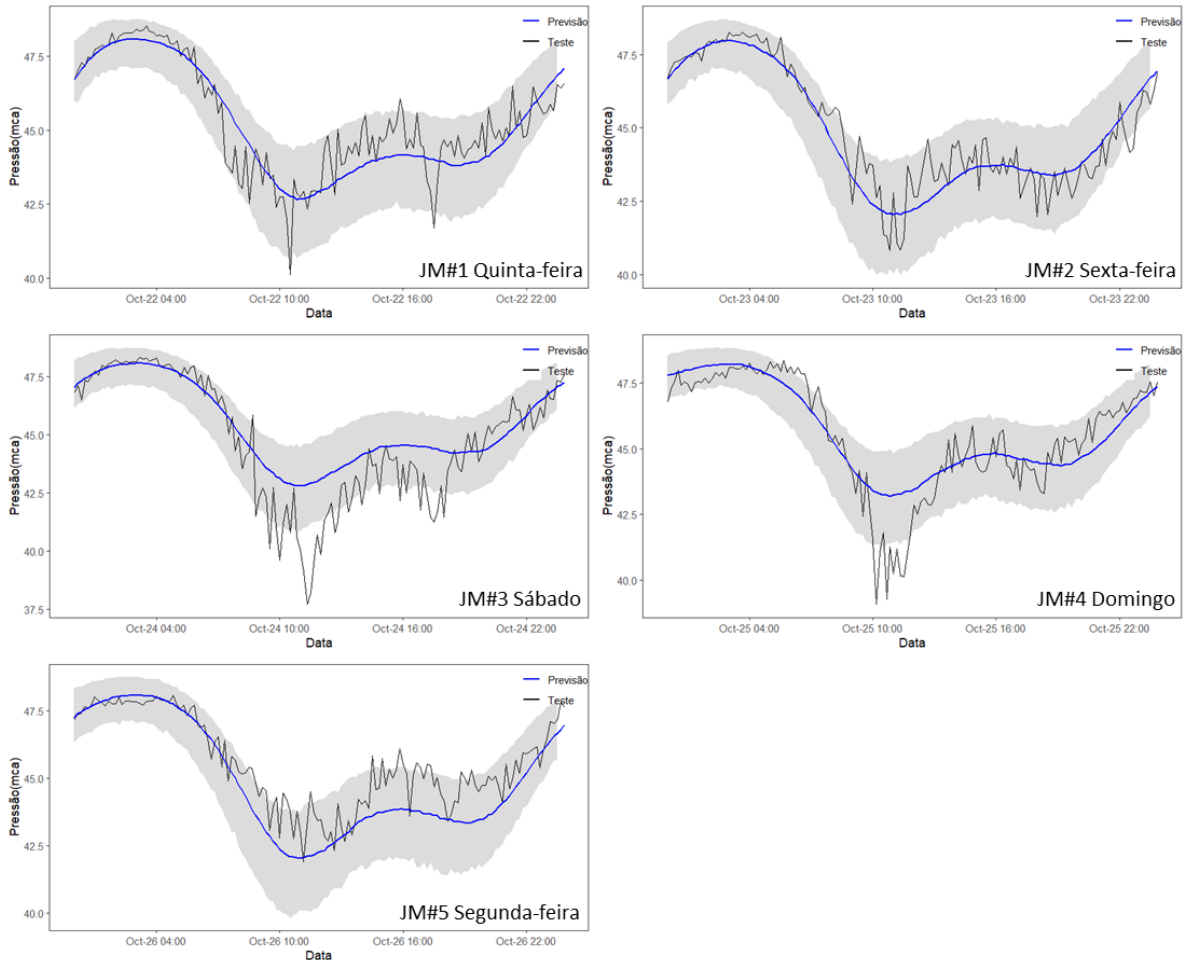 Previsão
Teste
47.5
45.0
42.5
40.0
Pressão(mca)
JM#1 Quinta-feira
Oct-22 04:00 Oct-22 10:00 Oct-22 16:00 Oct-22 22:00
Data
Previsão
Teste
47.5
45.0
42.5
40.0
Pressão(mca)
JM#2 Sexta-feira
Oct-23 04:00 Oct-23 10:00 Oct-23 16:00 Oct-23 22:00
Data
Previsão
Teste
47.5
45.0
42.5
40.0
37.5
Pressão(mca)
JM#3 Sábado
Oct-24 04:00 Oct-24 10:00 Oct-24 16:00 Oct-24 22:00
Data
Previsão
Teste
47.5
45.0
42.5
40.0
Pressão(mca)
JM#4 Domingo
Oct-25 04:00 Oct-25 10:00 Oct-25 16:00 Oct-25 22:00
Data
Previsão
Teste
47.5
45.0
42.5
40.0
Pressão(mca)
JM#5 Segunda-feira
Oct-26 04:00 Oct-26 10:00 Oct-26 16:00 Oct-26 22:00
Data